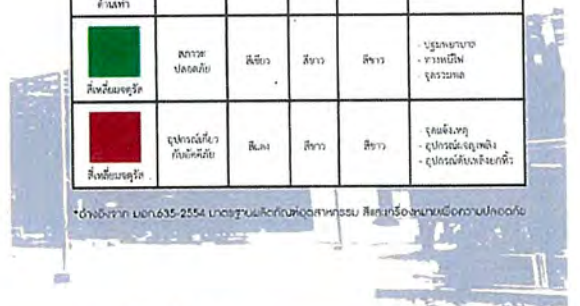 ด้านเท่า
สี่เหลี่ยมจตุรัส
สภาวะ
ปลอดภัย
สีเขียว
สีขาว
สีขาว
- ปฐมพยาบาล
- ทางหนีไฟ
- จุดรวมพล
สี่เหลี่ยมจตุรัส
อุปกรณ์เกี่ยว
กับอัคคีภัย
สีแดง
สีขาว
สีขาว
- จุดแจ้งเหตุ
- อุปกรณ์ผจญเพลิง
- อุปกรณ์ดับเพลิงยกหิ้ว
*อ้างอิงจาก มอก.635-2554 มาตรฐานผลิตภัณฑ์อุตสาหกรรม สีและเครื่องหมายเพื่อความปลอดภัย